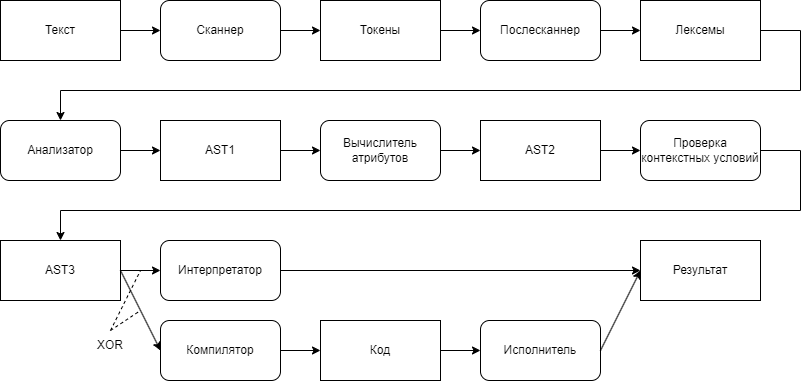 Текст
Сканнер
Токены
Послесканнер
Лексемы
Анализатор
AST1
Вычислитель
атрибутов
AST2
Проверка
контекстных условий
AST3
Интерпретатор
Результат
XOR
Компилятор
Код
Исполнитель